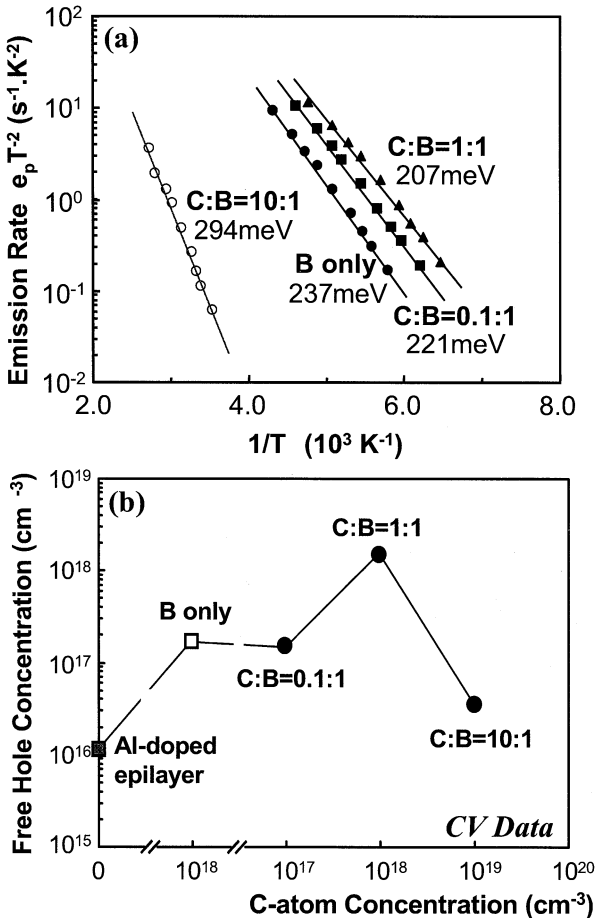 (a)
Emission Rate eₚT⁻² (s⁻¹.K⁻²)
10²
10¹
10⁰
10⁻¹
10⁻²
C:B=1:1
207meV
C:B=10:1
294meV
B only
237meV
C:B=0.1:1
221meV
2.0 4.0 6.0 8.0
1/T (10³ K⁻¹)
(b)
Free Hole Concentration (cm ⁻³)
10¹⁹
10¹⁸
10¹⁷
10¹⁶
10¹⁵
C:B=1:1
B only
C:B=0.1:1
C:B=10:1
Al-doped
epilayer
CV Data
0 10¹⁸ 10¹⁷ 10¹⁸ 10¹⁹ 10²⁰
C-atom Concentration (cm⁻³)